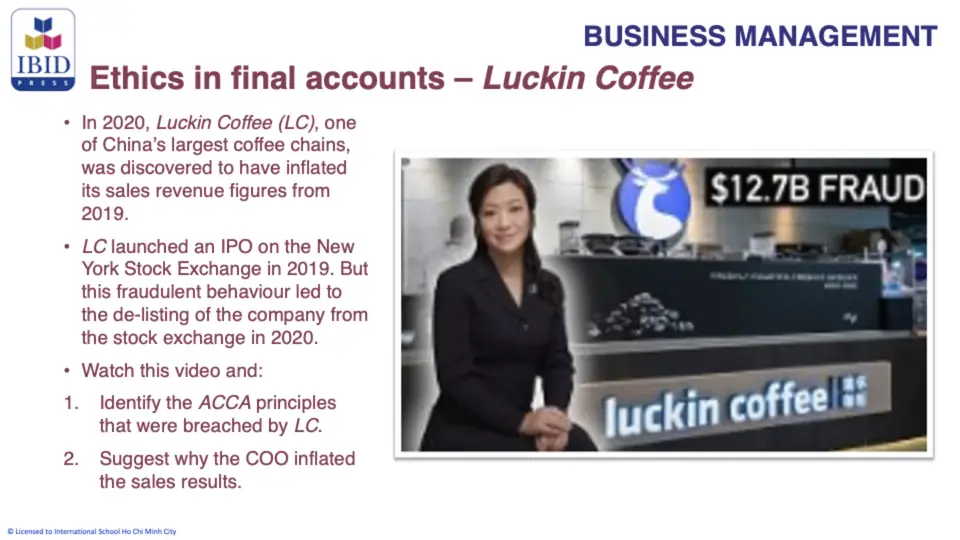 IBID
PRESS
BUSINESS MANAGEMENT
Ethics in final accounts – Luckin Coffee
• In 2020, Luckin Coffee (LC), one
of China’s largest coffee chains,
was discovered to have inflated
its sales revenue figures from
2019.
• LC launched an IPO on the New
York Stock Exchange in 2019. But
this fraudulent behaviour led to
the de-listing of the company from
the stock exchange in 2020.
• Watch this video and:
1. Identify the ACCA principles
that were breached by LC.
2. Suggest why the COO inflated
the sales results.
$12.7B FRAUD
luckin coffee
© Licensed to International School Ho Chi Minh City